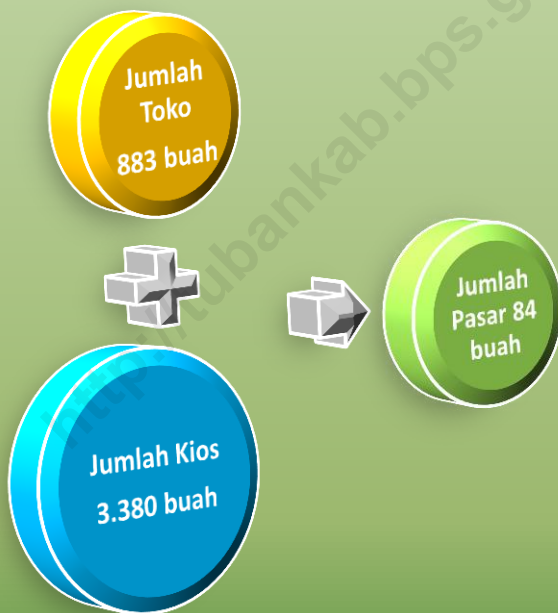 Jumlah
Toko
883 buah
Jumlah Kios
3.380 buah
Jumlah
Pasar 84
buah
http://tubankab.bps.g